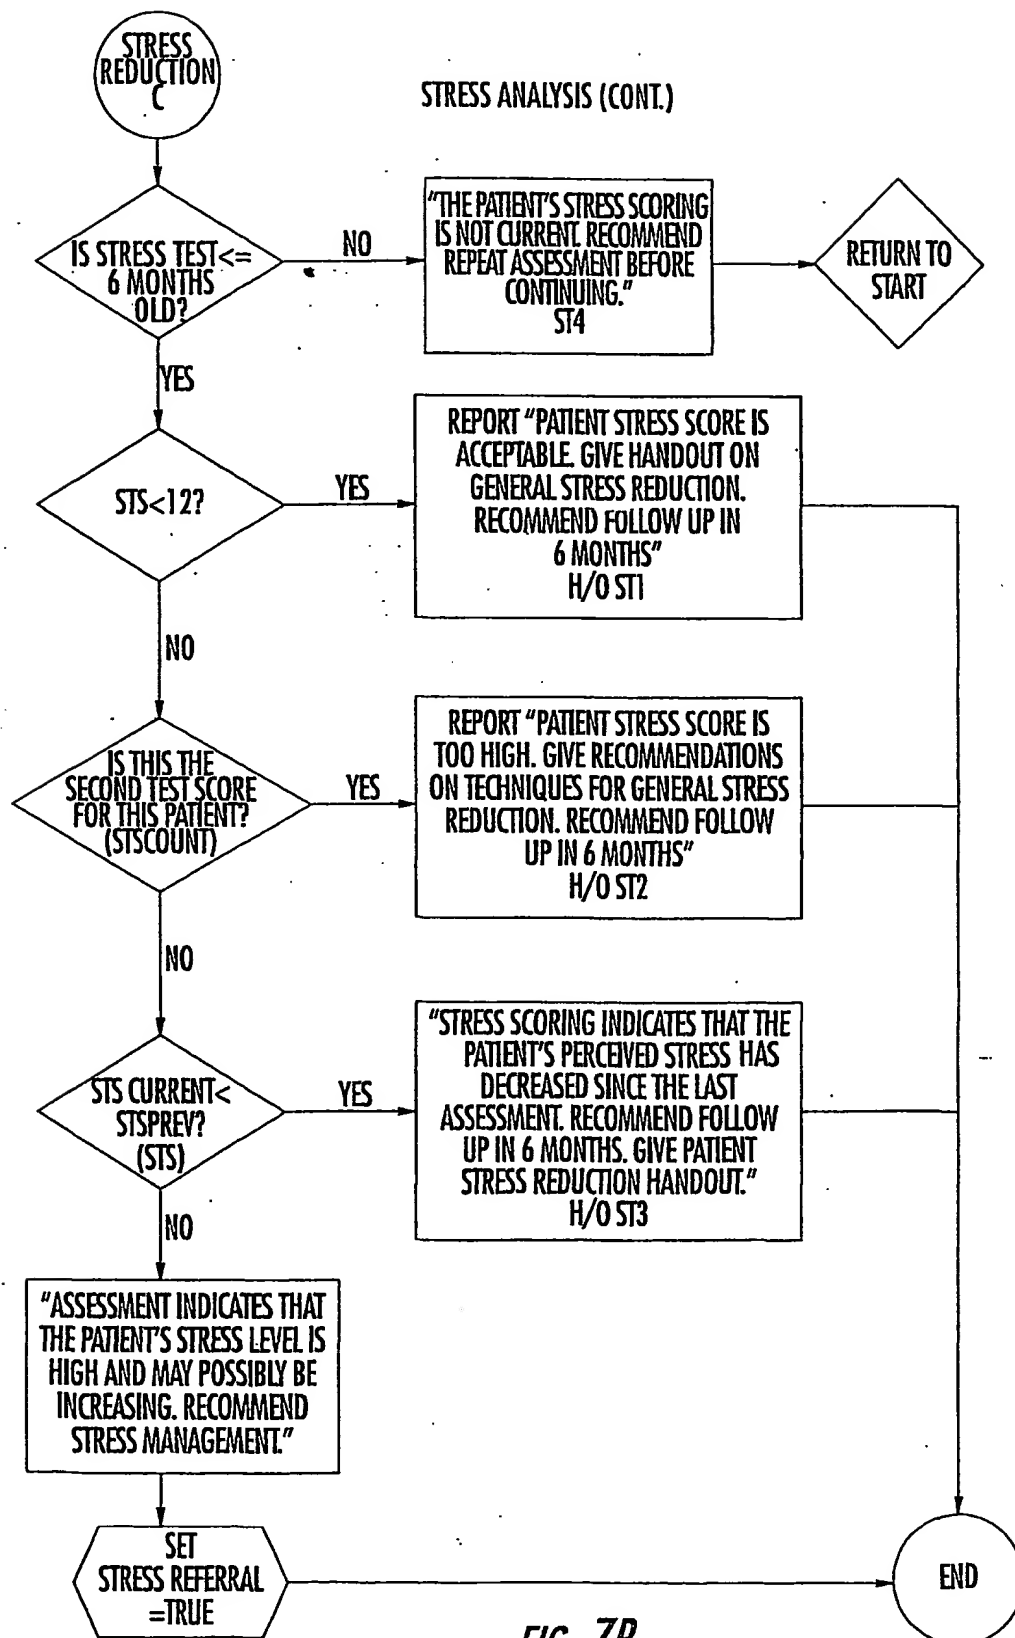 STRESS
REDUCTION
C
STRESS ANALYSIS (CONT.)
IS STRESS TEST<=
6 MONTHS
OLD?
NO
"THE PATIENT'S STRESS SCORING
IS NOT CURRENT. RECOMMEND
REPEAT ASSESSMENT BEFORE
CONTINUING."
ST4
RETURN TO
START
YES
STS<12?
YES
REPORT "PATIENT STRESS SCORE IS
ACCEPTABLE. GIVE HANDOUT ON
GENERAL STRESS REDUCTION.
RECOMMEND FOLLOW UP IN
6 MONTHS"
H/O ST1
NO
IS THIS THE
SECOND TEST SCORE
FOR THIS PATIENT?
(STSCOUNT)
YES
REPORT "PATIENT STRESS SCORE IS
TOO HIGH. GIVE RECOMMENDATIONS
ON TECHNIQUES FOR GENERAL STRESS
REDUCTION. RECOMMEND FOLLOW
UP IN 6 MONTHS"
H/O ST2
NO
STS CURRENT<
STSPREV?
(STS)
YES
"STRESS SCORING INDICATES THAT THE
PATIENT'S PERCEIVED STRESS HAS
DECREASED SINCE THE LAST
ASSESSMENT. RECOMMEND FOLLOW
UP IN 6 MONTHS. GIVE PATIENT
STRESS REDUCTION HANDOUT."
H/O ST3
NO
"ASSESSMENT INDICATES THAT
THE PATIENT'S STRESS LEVEL IS
HIGH AND MAY POSSIBLY BE
INCREASING. RECOMMEND
STRESS MANAGEMENT."
SET
STRESS REFERRAL
=TRUE
END